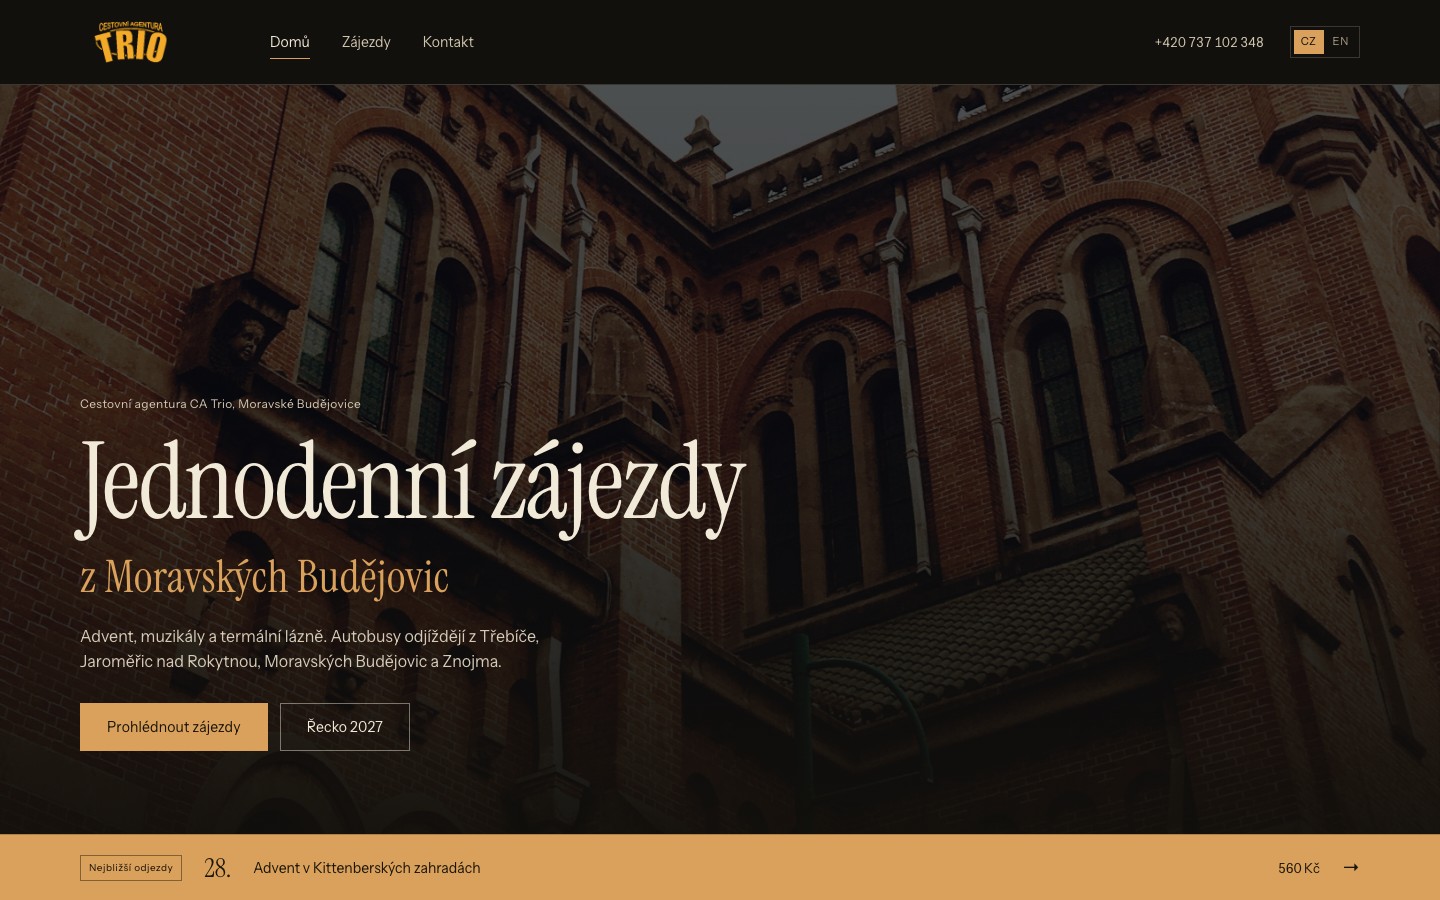 CESTOVNÍ AGENTURA
TRIO
Domů
Zájezdy
Kontakt
+420 737 102 348
CZ
EN
Cestovní agentura CA Trio, Moravské Budějovice
Jednodenní zájezdy
z Moravských Budějovic
Advent, muzikály a termální lázně. Autobusy odjíždějí z Třebíče,
Jaroměřic nad Rokytnou, Moravských Budějovic a Znojma.
Prohlédnout zájezdy
Řecko 2027
Nejbližší odjezdy
28.
Advent v Kittenberských zahradách
560 Kč
→